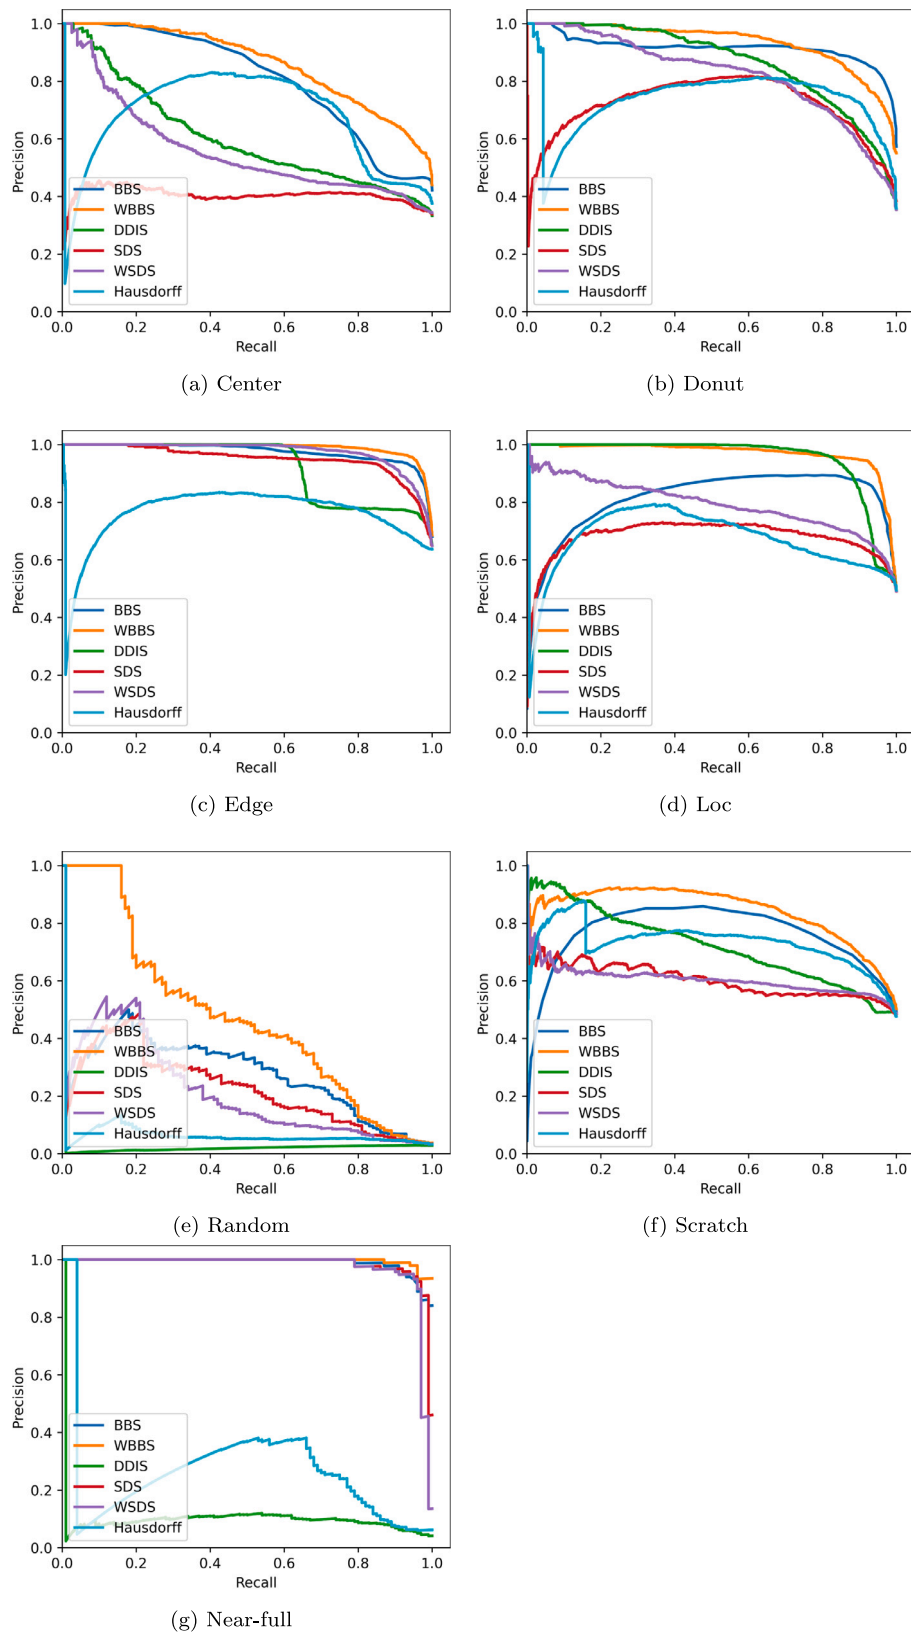 1.0
0.8
0.6
0.4
0.2
0.0
Precision
BBS
WBBS
DDIS
SDS
WSDS
Hausdorff
0.0 0.2 0.4 0.6 0.8 1.0
Recall
(a) Center
1.0
0.8
0.6
0.4
0.2
0.0
Precision
BBS
WBBS
DDIS
SDS
WSDS
Hausdorff
0.0 0.2 0.4 0.6 0.8 1.0
Recall
(b) Donut
1.0
0.8
0.6
0.4
0.2
0.0
Precision
BBS
WBBS
DDIS
SDS
WSDS
Hausdorff
0.0 0.2 0.4 0.6 0.8 1.0
Recall
(c) Edge
1.0
0.8
0.6
0.4
0.2
0.0
Precision
BBS
WBBS
DDIS
SDS
WSDS
Hausdorff
0.0 0.2 0.4 0.6 0.8 1.0
Recall
(d) Loc
1.0
0.8
0.6
0.4
0.2
0.0
Precision
BBS
WBBS
DDIS
SDS
WSDS
Hausdorff
0.0 0.2 0.4 0.6 0.8 1.0
Recall
(e) Random
1.0
0.8
0.6
0.4
0.2
0.0
Precision
BBS
WBBS
DDIS
SDS
WSDS
Hausdorff
0.0 0.2 0.4 0.6 0.8 1.0
Recall
(f) Scratch
1.0
0.8
0.6
0.4
0.2
0.0
Precision
BBS
WBBS
DDIS
SDS
WSDS
Hausdorff
0.0 0.2 0.4 0.6 0.8 1.0
Recall
(g) Near-full